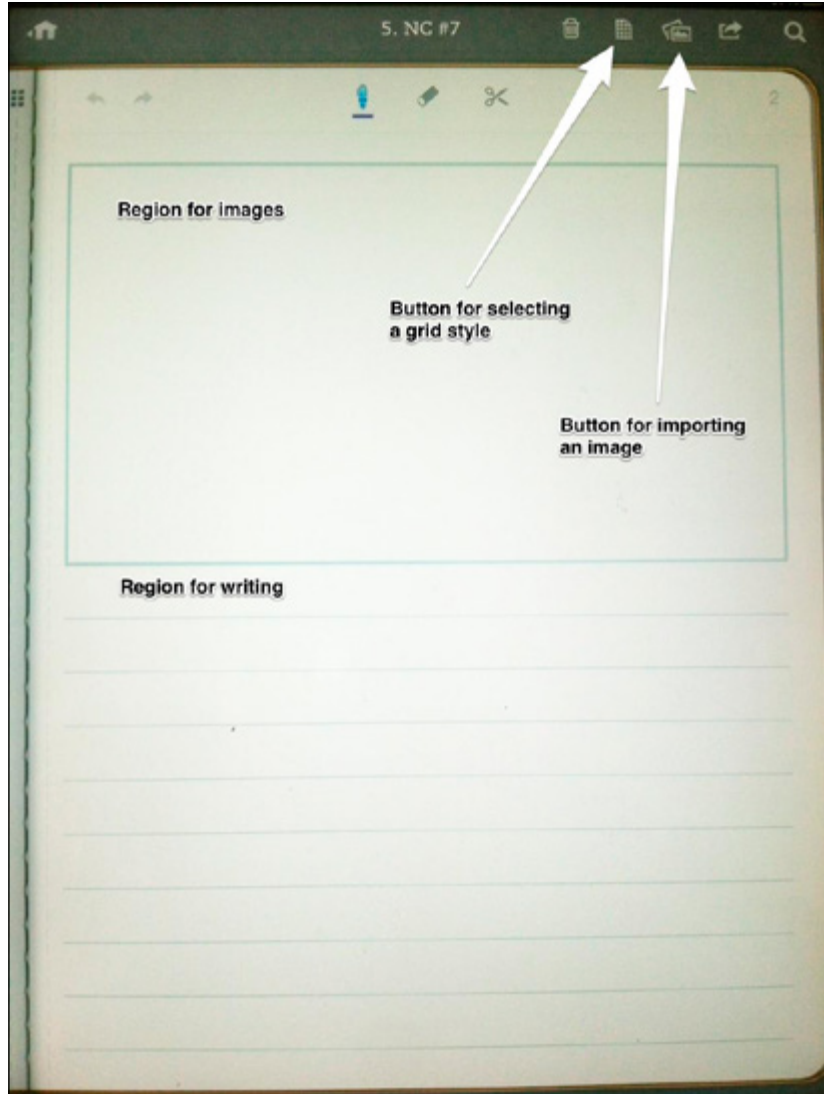 5. NC #7
2
Region for images
Button for selecting
a grid style
Button for importing
an image
Region for writing